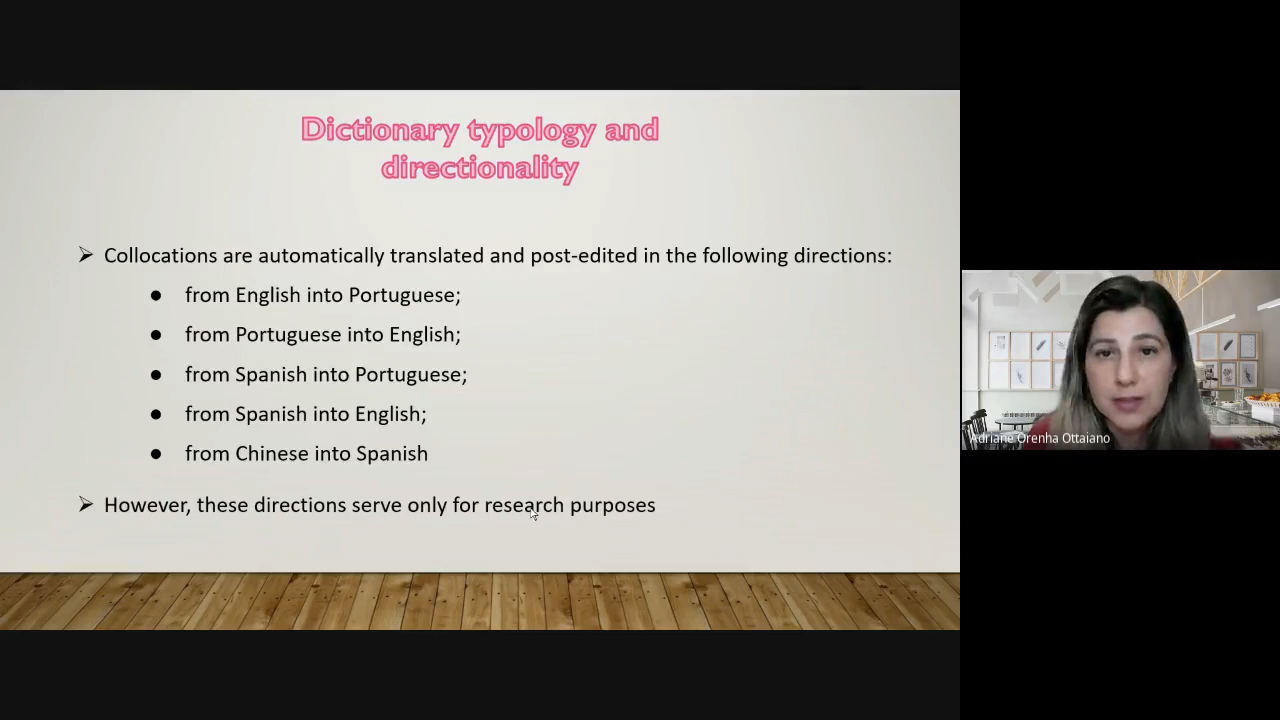 Dictionary typology and
directionality
➢ Collocations are automatically translated and post-edited in the following directions:
● from English into Portuguese;
● from Portuguese into English;
● from Spanish into Portuguese;
● from Spanish into English;
● from Chinese into Spanish
➢ However, these directions serve only for research purposes
Adriane Orenha Ottaiano